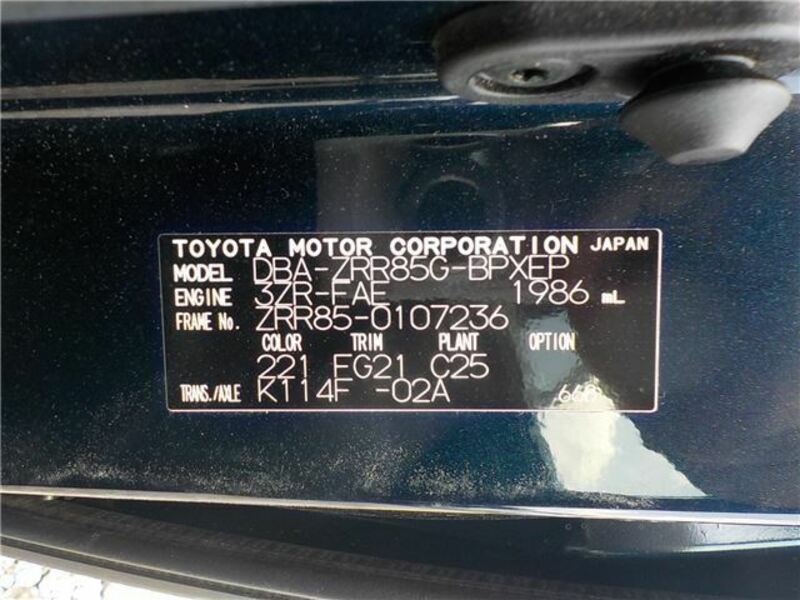 TOYOTA MOTOR CORPORATION JAPAN
MODEL DBA-ZRR85G-BPXEP
ENGINE 3ZR-FAE 1986 mL
FRAME No. ZRR85-0107236
COLOR TRIM PLANT OPTION
221 FG21 C25
TRANS./AXLE K114F -02A